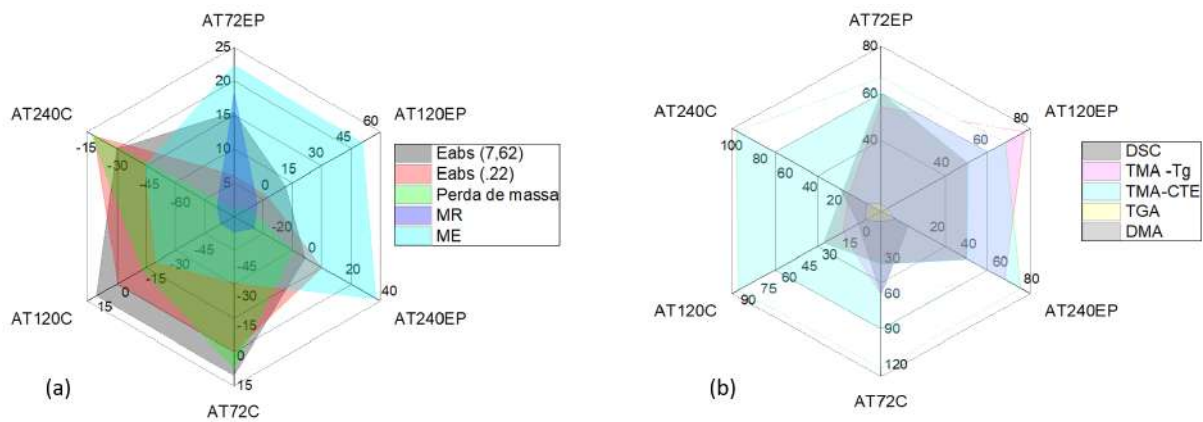 AT72EP
25
20
15
5
AT120EP
60
45
30
15
0
AT240C
-15
-30
-45
-60
-20
0
20
40
AT240EP
-45
-45
-30
-15
0
15
AT72C
-30
-15
0
15
AT120C
Eabs (7,62)
Eabs (.22)
Perda de massa
MR
ME
(a)
AT72EP
80
60
40
AT120EP
80
60
40
AT240C
100
80
60
40
20
0
15
30
45
60
75
90
AT120C
20
40
60
80
AT240EP
30
60
90
120
AT72C
DSC
TMA -Tg
TMA-CTE
TGA
DMA
(b)